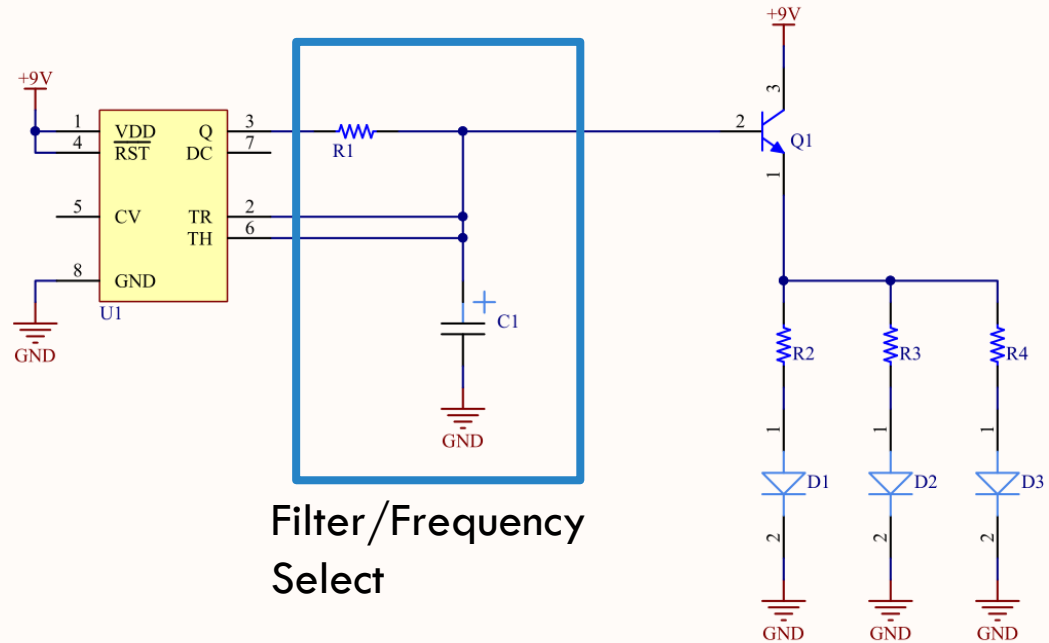 +9V
1 VDD Q 3
4 RST DC 7
5 CV TR 2
TH 6
8 GND
U1
GND
R1
C1
GND
Filter/Frequency
Select
+9V
3
2
Q1
1
R2 R3 R4
1 1 1
D1 D2 D3
2 2 2
GND GND GND